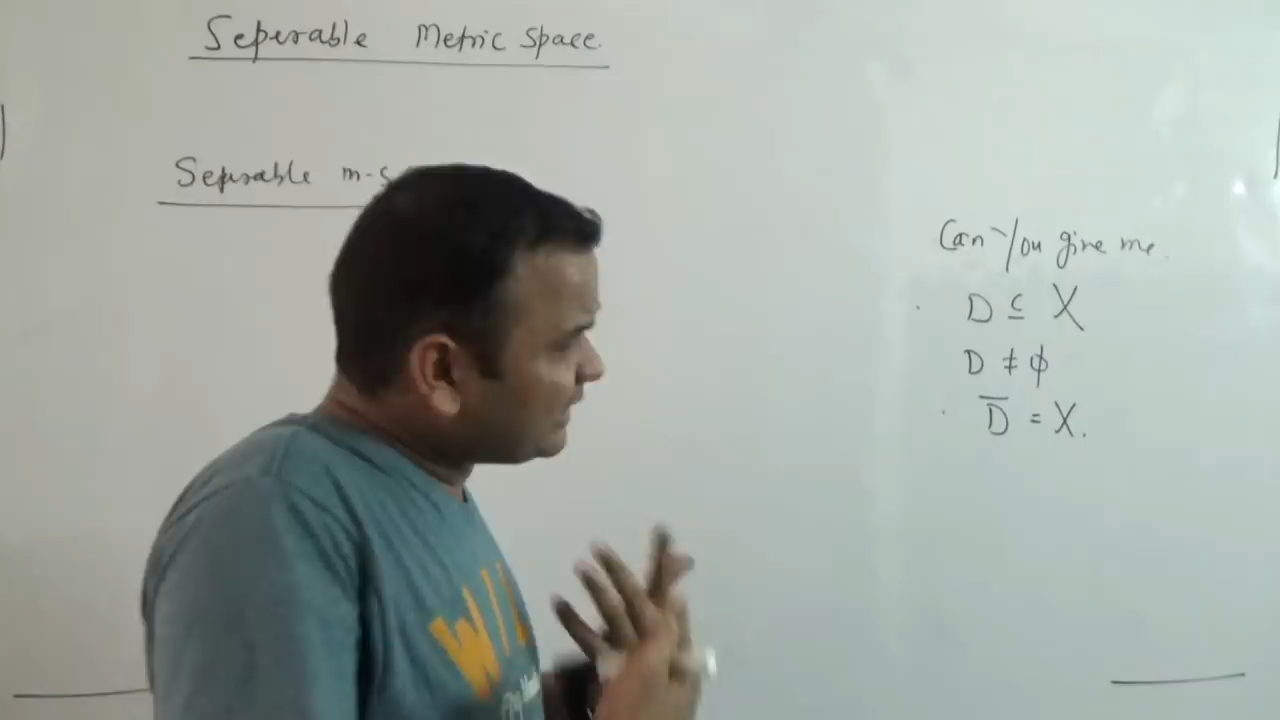 Seperable Metric Space.
Seperable m-s
Can You give me.
D ⊆ X
D ≠ ϕ
D̅ = X.